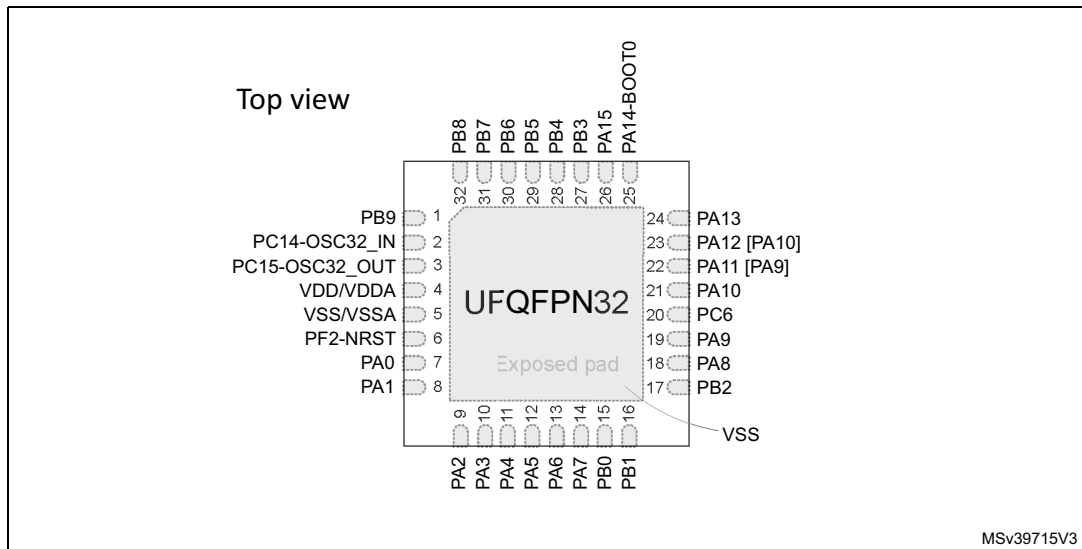 Top view
PB8
PB7
PB6
PB5
PB4
PB3
PA15
PA14-BOOT0
32
31
30
29
28
27
26
25
PB9 1
PC14-OSC32_IN 2
PC15-OSC32_OUT 3
VDD/VDDA 4
VSS/VSSA 5
PF2-NRST 6
PA0 7
PA1 8
UFQFPN32
Exposed pad
24 PA13
23 PA12 [PA10]
22 PA11 [PA9]
21 PA10
20 PC6
19 PA9
18 PA8
17 PB2
VSS
9
10
11
12
13
14
15
16
PA2
PA3
PA4
PA5
PA6
PA7
PB0
PB1
MSv39715V3